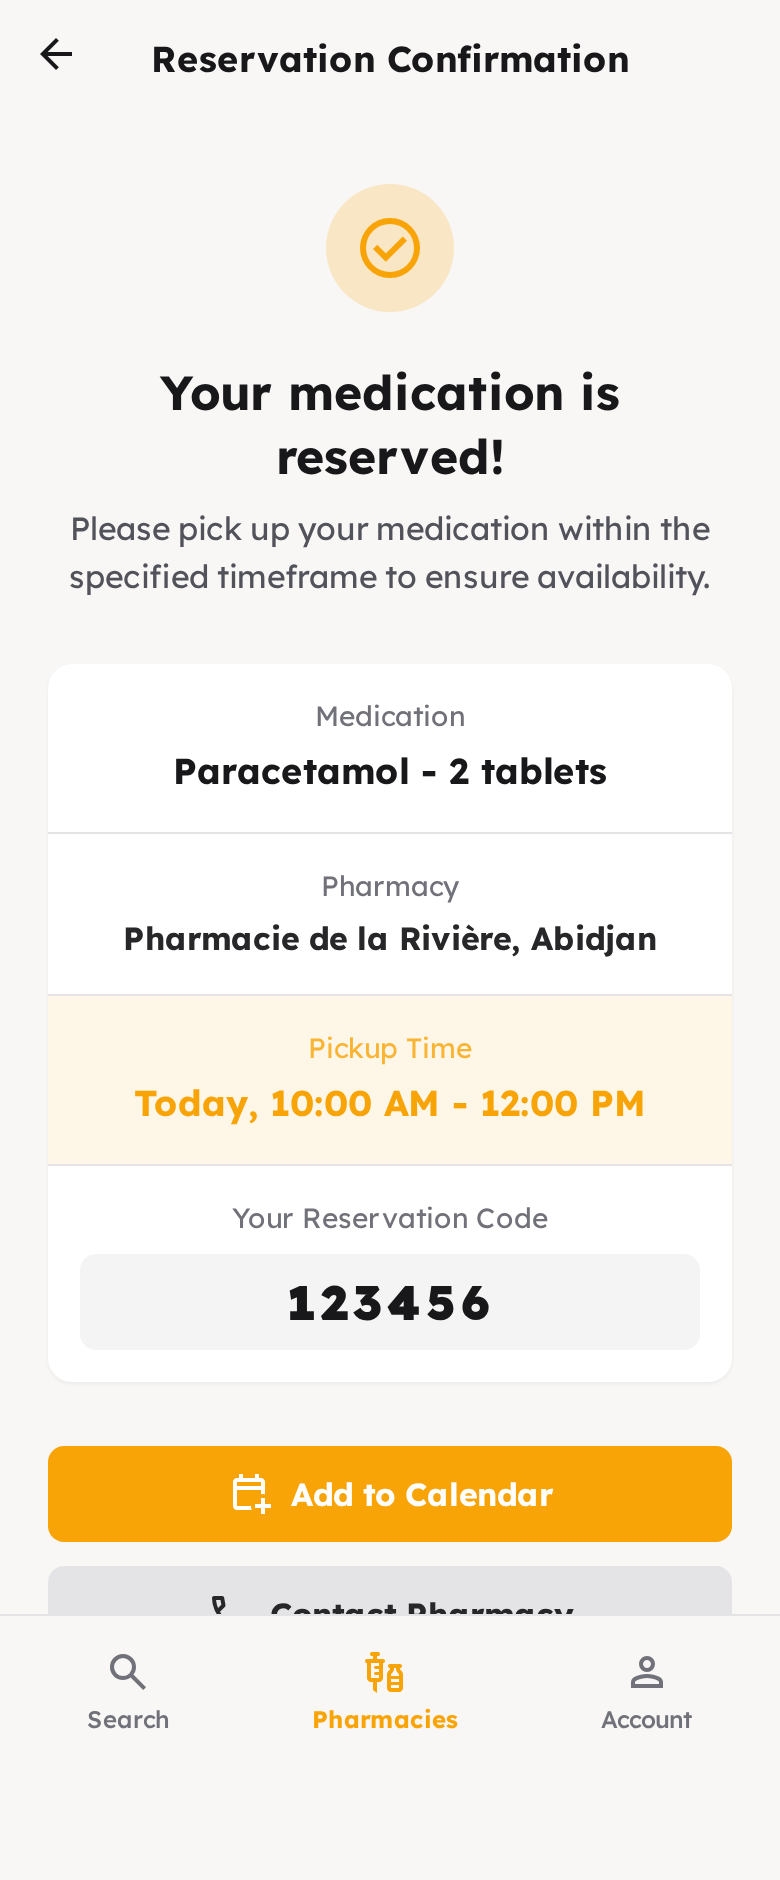 Reservation Confirmation
Your medication is
reserved!
Please pick up your medication within the
specified timeframe to ensure availability.
Medication
Paracetamol - 2 tablets
Pharmacy
Pharmacie de la Rivière, Abidjan
Pickup Time
Today, 10:00 AM - 12:00 PM
Your Reservation Code
123456
Add to Calendar
Contact Pharmacy
Search
Pharmacies
Account